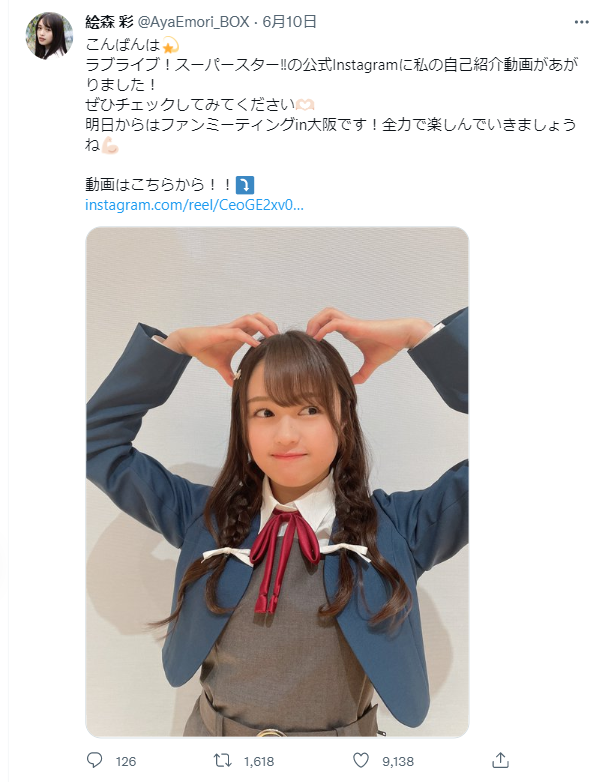 絵森 彩 @AyaEmori_BOX · 6月10日
こんばんは💫
ラブライブ！スーパースター!!の公式Instagramに私の自己紹介動画があが
りました！
ぜひチェックしてみてください🫶🏻
明日からはファンミーティングin大阪です！全力で楽しんでいきましょう
ね💪🏻
動画はこちらから！！⤵️
instagram.com/reel/CeoGE2xv0...
126 1,618 9,138